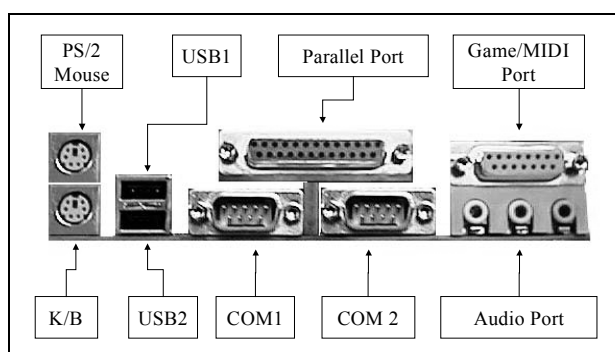 PS/2
Mouse
USB1
Parallel Port
Game/MIDI
Port
K/B
USB2
COM1
COM 2
Audio Port